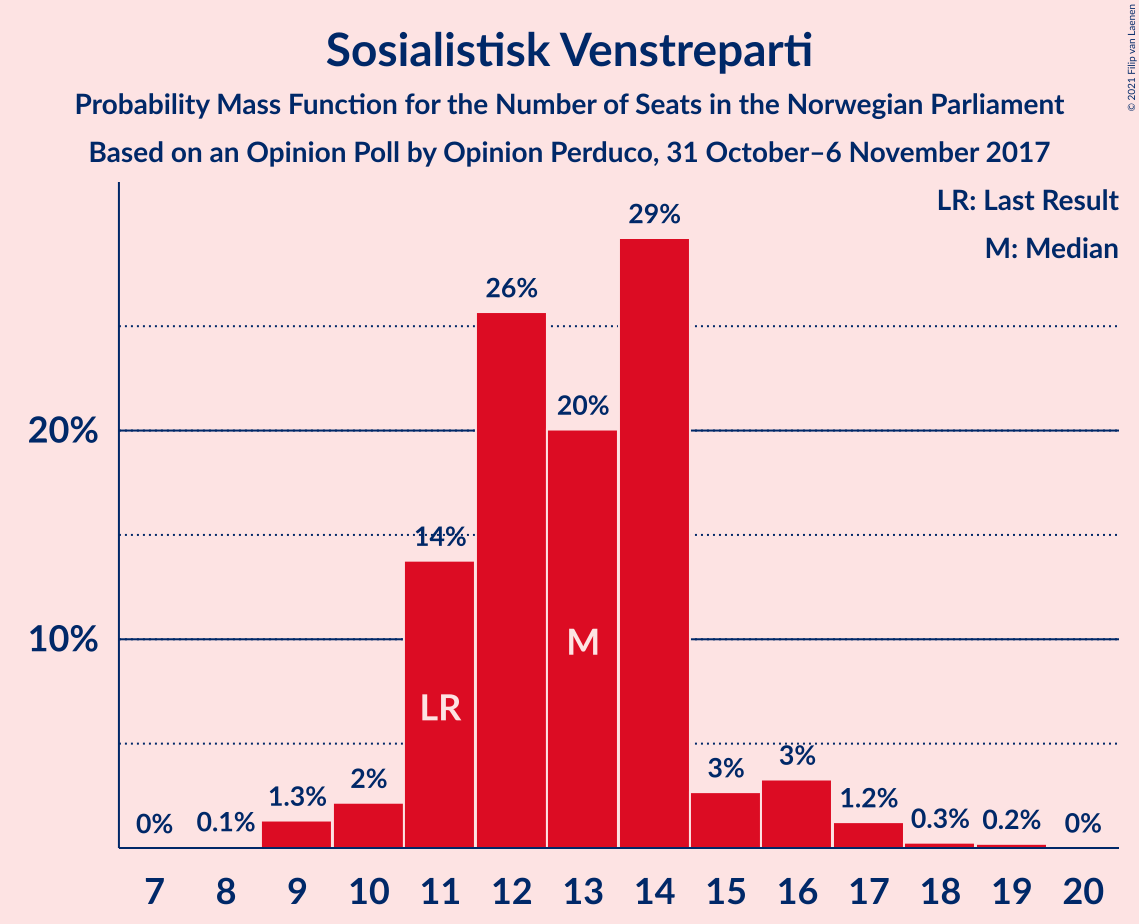 Sosialistisk Venstreparti
Probability Mass Function for the Number of Seats in the Norwegian Parliament
Based on an Opinion Poll by Opinion Perduco, 31 October–6 November 2017
© 2021 Filip van Laenen
LR: Last Result
M: Median
20%
10%
0%
0.1%
1.3%
2%
14%
26%
20%
29%
3%
3%
1.2%
0.3%
0.2%
0%
LR
M
7 8 9 10 11 12 13 14 15 16 17 18 19 20